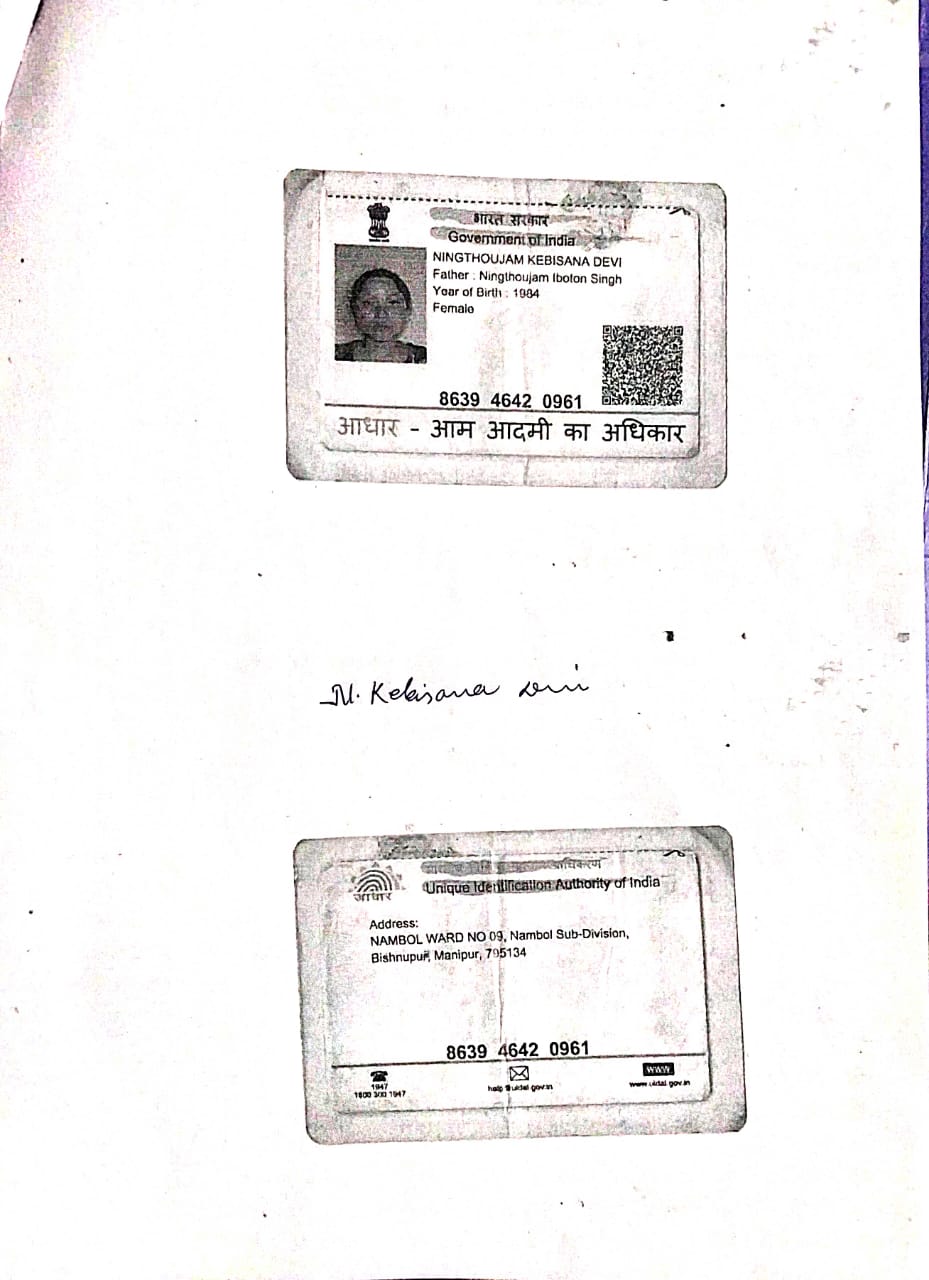 भारत सरकार
Government of India
NINGTHOUJAM KEBISANA DEVI
Father : Ningthoujam Iboton Singh
Year of Birth : 1984
Female
8639 4642 0961
आधार - आम आदमी का अधिकार
N. Kebisana Devi
आधार
Unique Identification Authority of India
Address:
NAMBOL WARD NO 09, Nambol Sub-Division,
Bishnupur, Manipur, 795134
8639 4642 0961
WWW
1947
1800 300 1947
help@uidai.gov.in
www.uidai.gov.in